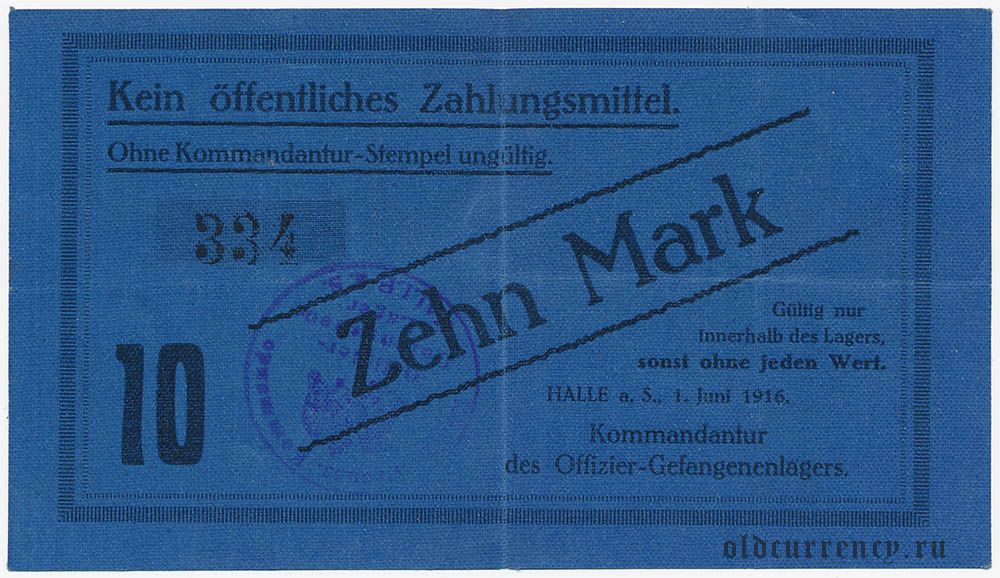 Kein öffentliches Zahlungsmittel.
Ohne Kommandantur-Stempel ungültig.
334
Zehn Mark
10
Gültig nur
innerhalb des Lagers,
sonst ohne jeden Wert.
HALLE a. S., 1. Juni 1916.
Kommandantur
des Offizier-Gefangenenlagers.
oldcurrency.ru